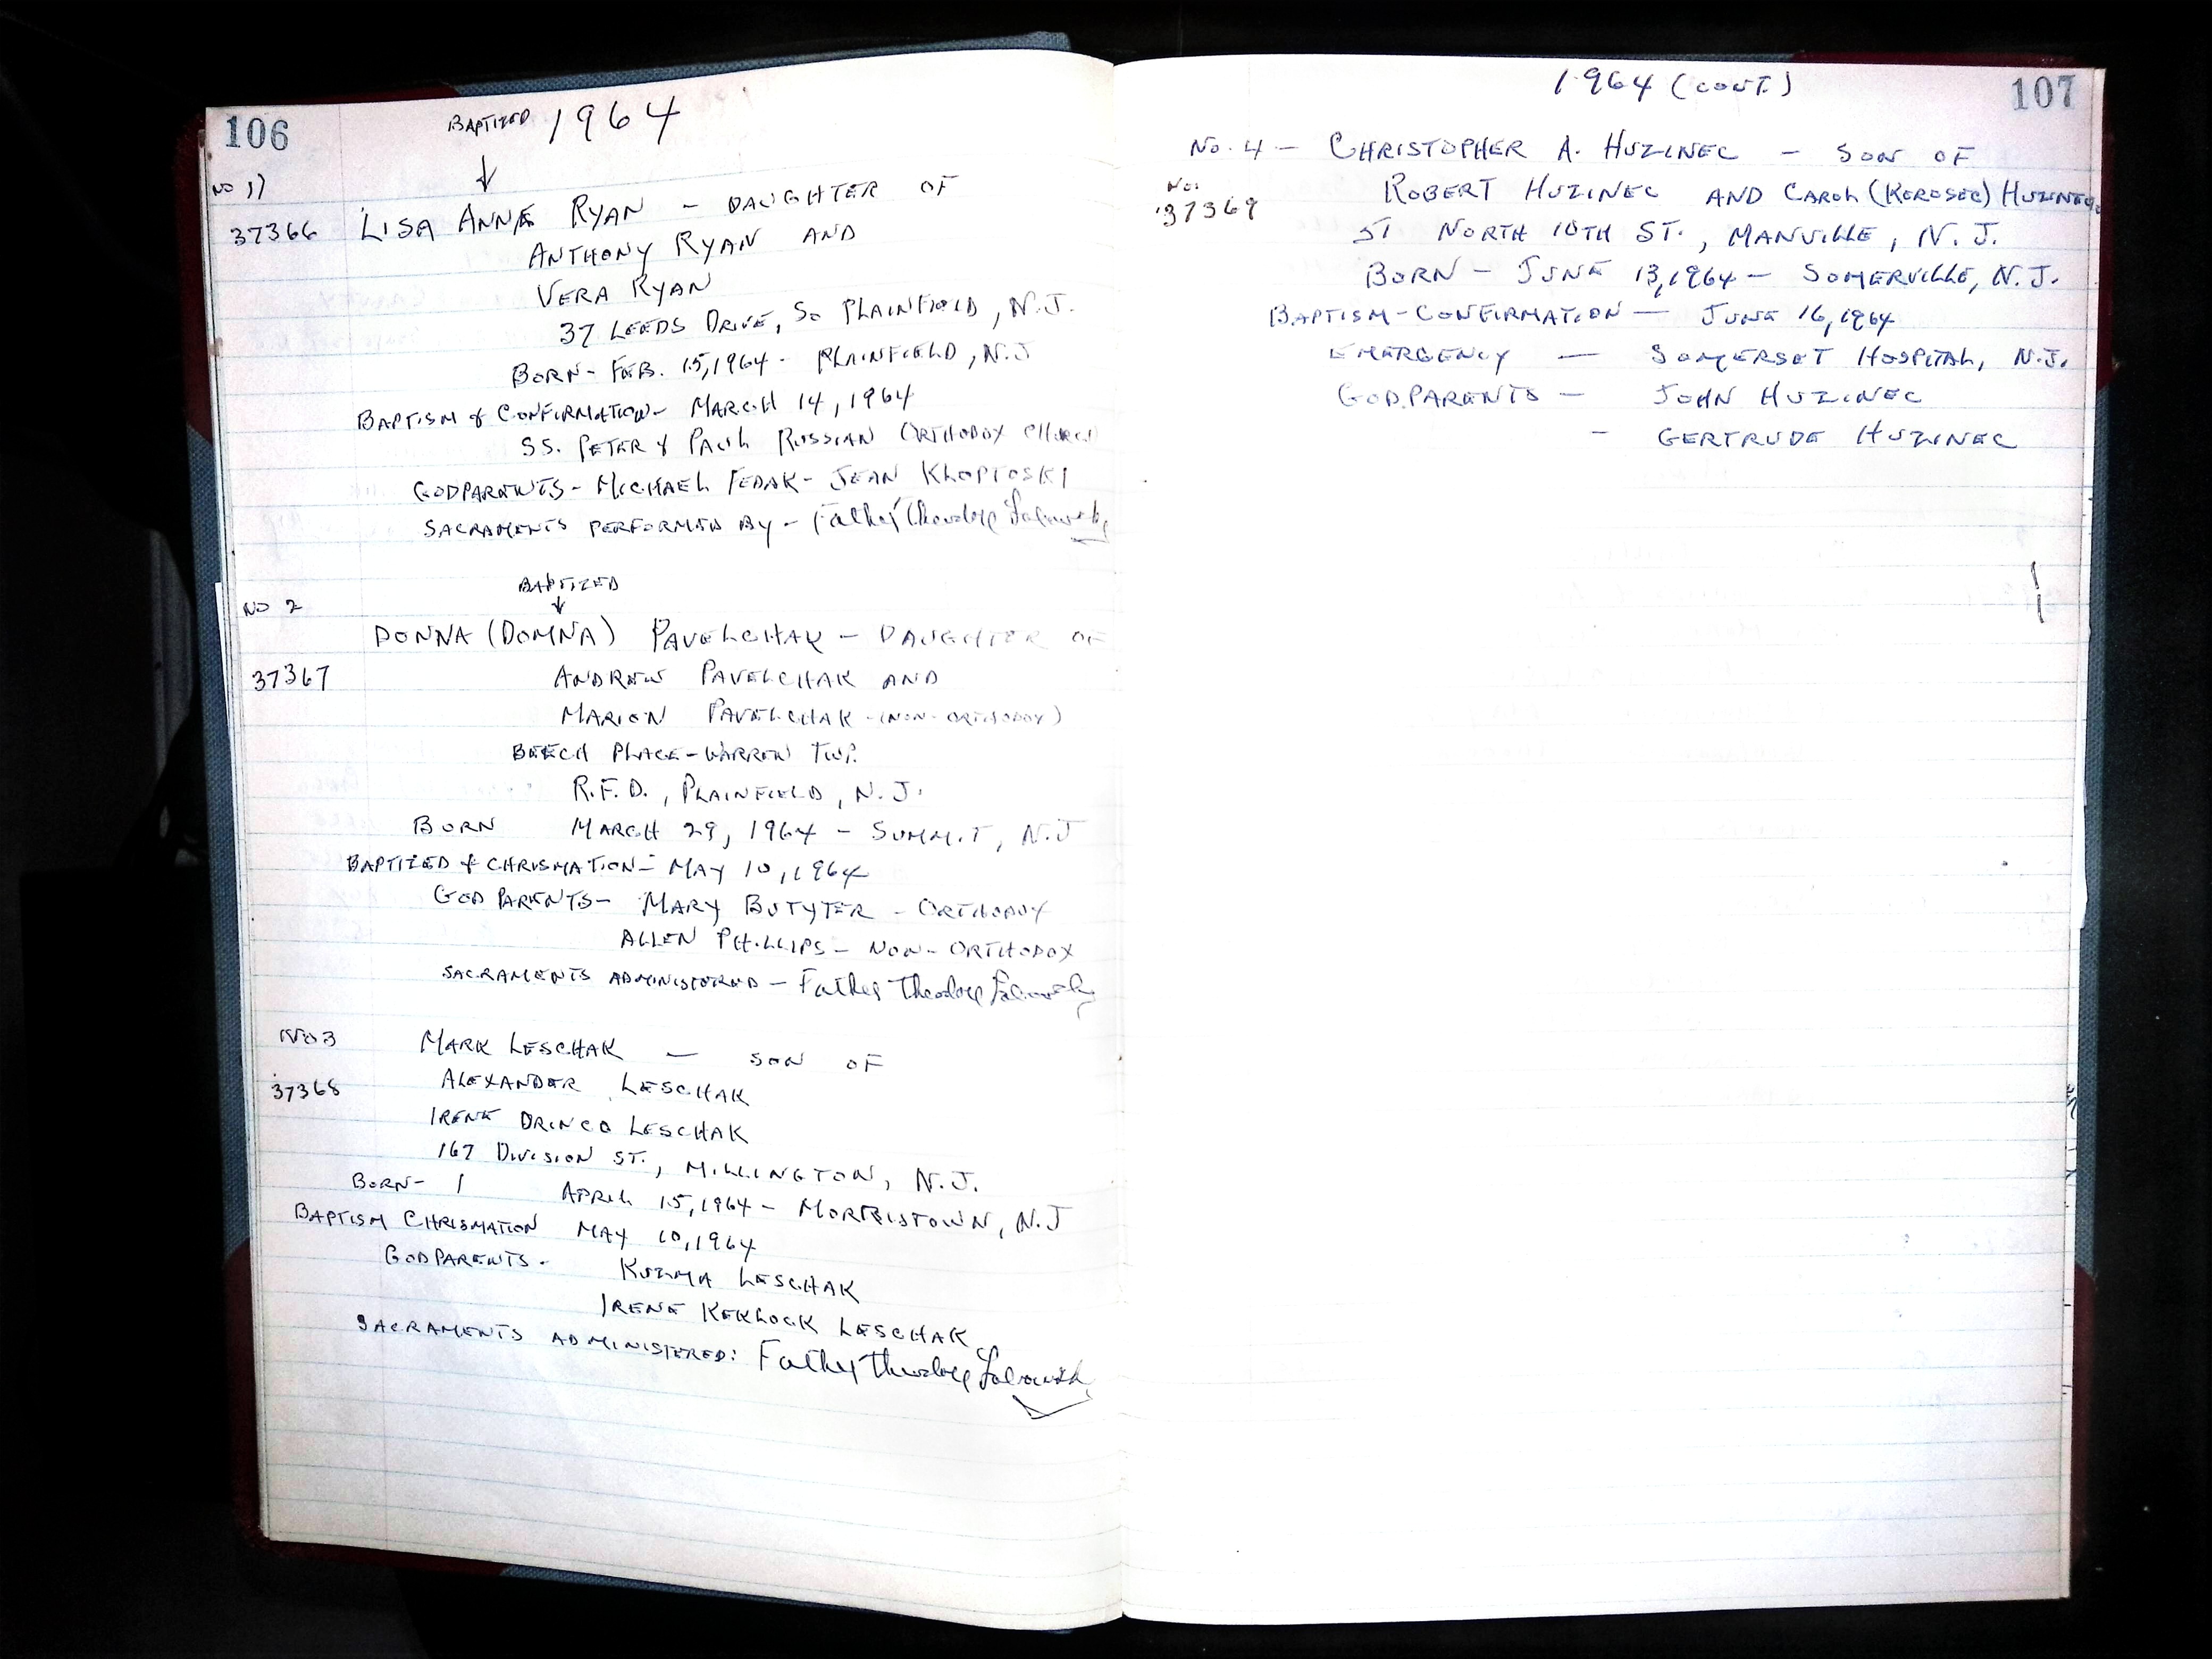 106
BAPTIZED 1964
NO 1)
37366 LISA ANNE RYAN - DAUGHTER OF
ANTHONY RYAN AND
VERA RYAN
37 LEEDS DRIVE, SO PLAINFIELD, N.J.
BORN - FEB. 15, 1964 - PLAINFIELD, N.J
BAPTISM & CONFIRMATION - MARCH 14, 1964
SS. PETER & PAUL RUSSIAN ORTHODOX CHURCH
GODPARENTS - MICHAEL FEDAK - JEAN KLOPTOSKI
SACRAMENTS PERFORMED BY - Father Theodore
BAPTIZED
NO 2
DONNA (DOMNA) PAVELCHAK - DAUGHTER OF
37367 ANDREW PAVELCHAK AND
MARION PAVELCHAK - (NON-ORTHODOX)
BEECH PLACE - WARREN TWP.
R.F.D., PLAINFIELD, N.J.
BORN MARCH 29, 1964 - SUMMIT, N.J
BAPTIZED & CHRISMATION - MAY 10, 1964
GOD PARENTS - MARY BUTYTER - ORTHODOX
ALLEN PHILLIPS - NON-ORTHODOX
SACRAMENTS ADMINISTERED - Father Theodore
NO 3 MARK LESCHAK — SON OF
37368 ALEXANDER LESCHAK
IRENE DRINCO LESCHAK
167 DIVISION ST., MILLINGTON, N.J.
BORN - APRIL 15, 1964 - MORRISTOWN, N.J
BAPTISM CHRISMATION MAY 10, 1964
GODPARENTS - KUZMA LESCHAK
IRENE KEKLOCK LESCHAK
SACRAMENTS ADMINISTERED: Father Theodore
1964 (CONT.) 107
No. 4 - CHRISTOPHER A. HUZINEC - SON OF
No. 37369 ROBERT HUZINEC AND CAROL (KEROSEC) HUZINEC
51 NORTH 10TH ST., MANVILLE, N.J.
BORN - JUNE 13, 1964 - SOMERVILLE, N.J.
BAPTISM - CONFIRMATION — JUNE 16, 1964
EMERGENCY — SOMERSET HOSPITAL, N.J.
GODPARENTS - JOHN HUZINEC
- GERTRUDE HUZINEC